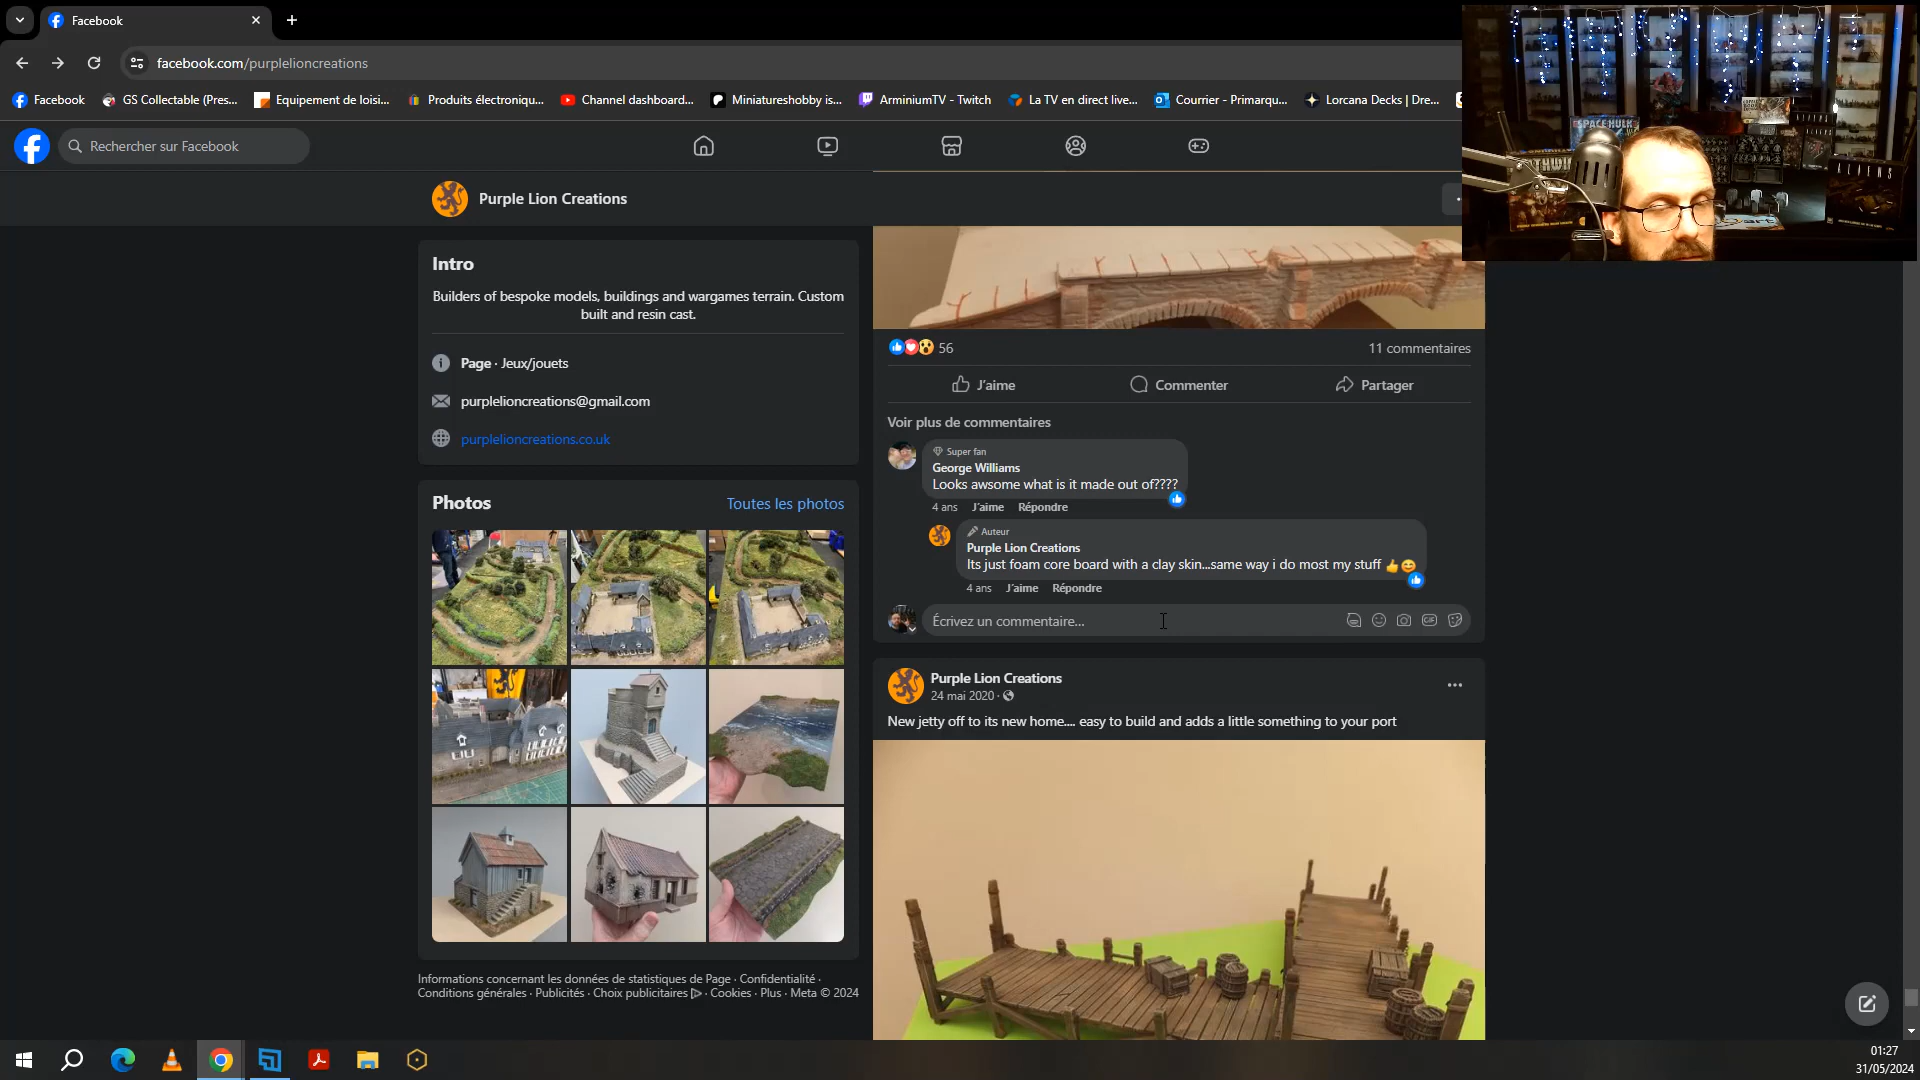 Facebook
facebook.com/purplelioncreations
Facebook
GS Collectable (Pres...
Equipement de loisi...
Produits électroniqu...
Channel dashboard...
Miniatureshobby is...
ArminiumTV - Twitch
La TV en direct live...
Courrier - Primarqu...
Lorcana Decks | Dre...
SPACE HULK
ALIENS
Rechercher sur Facebook
Purple Lion Creations
Intro
Builders of bespoke models, buildings and wargames terrain. Custom
built and resin cast.
Page · Jeux/jouets
purplelioncreations@gmail.com
purplelioncreations.co.uk
Photos
Toutes les photos
Informations concernant les données de statistiques de Page · Confidentialité ·
Conditions générales · Publicités · Choix publicitaires · Cookies · Plus · Meta © 2024
56
11 commentaires
J'aime
Commenter
Partager
Voir plus de commentaires
Super fan
George Williams
Looks awsome what is it made out of????
4 ans J'aime Répondre
Auteur
Purple Lion Creations
Its just foam core board with a clay skin...same way i do most my stuff 👍😊
4 ans J'aime Répondre
Écrivez un commentaire...
GIF
Purple Lion Creations
24 mai 2020 ·
New jetty off to its new home.... easy to build and adds a little something to your port
01:27
31/05/2024